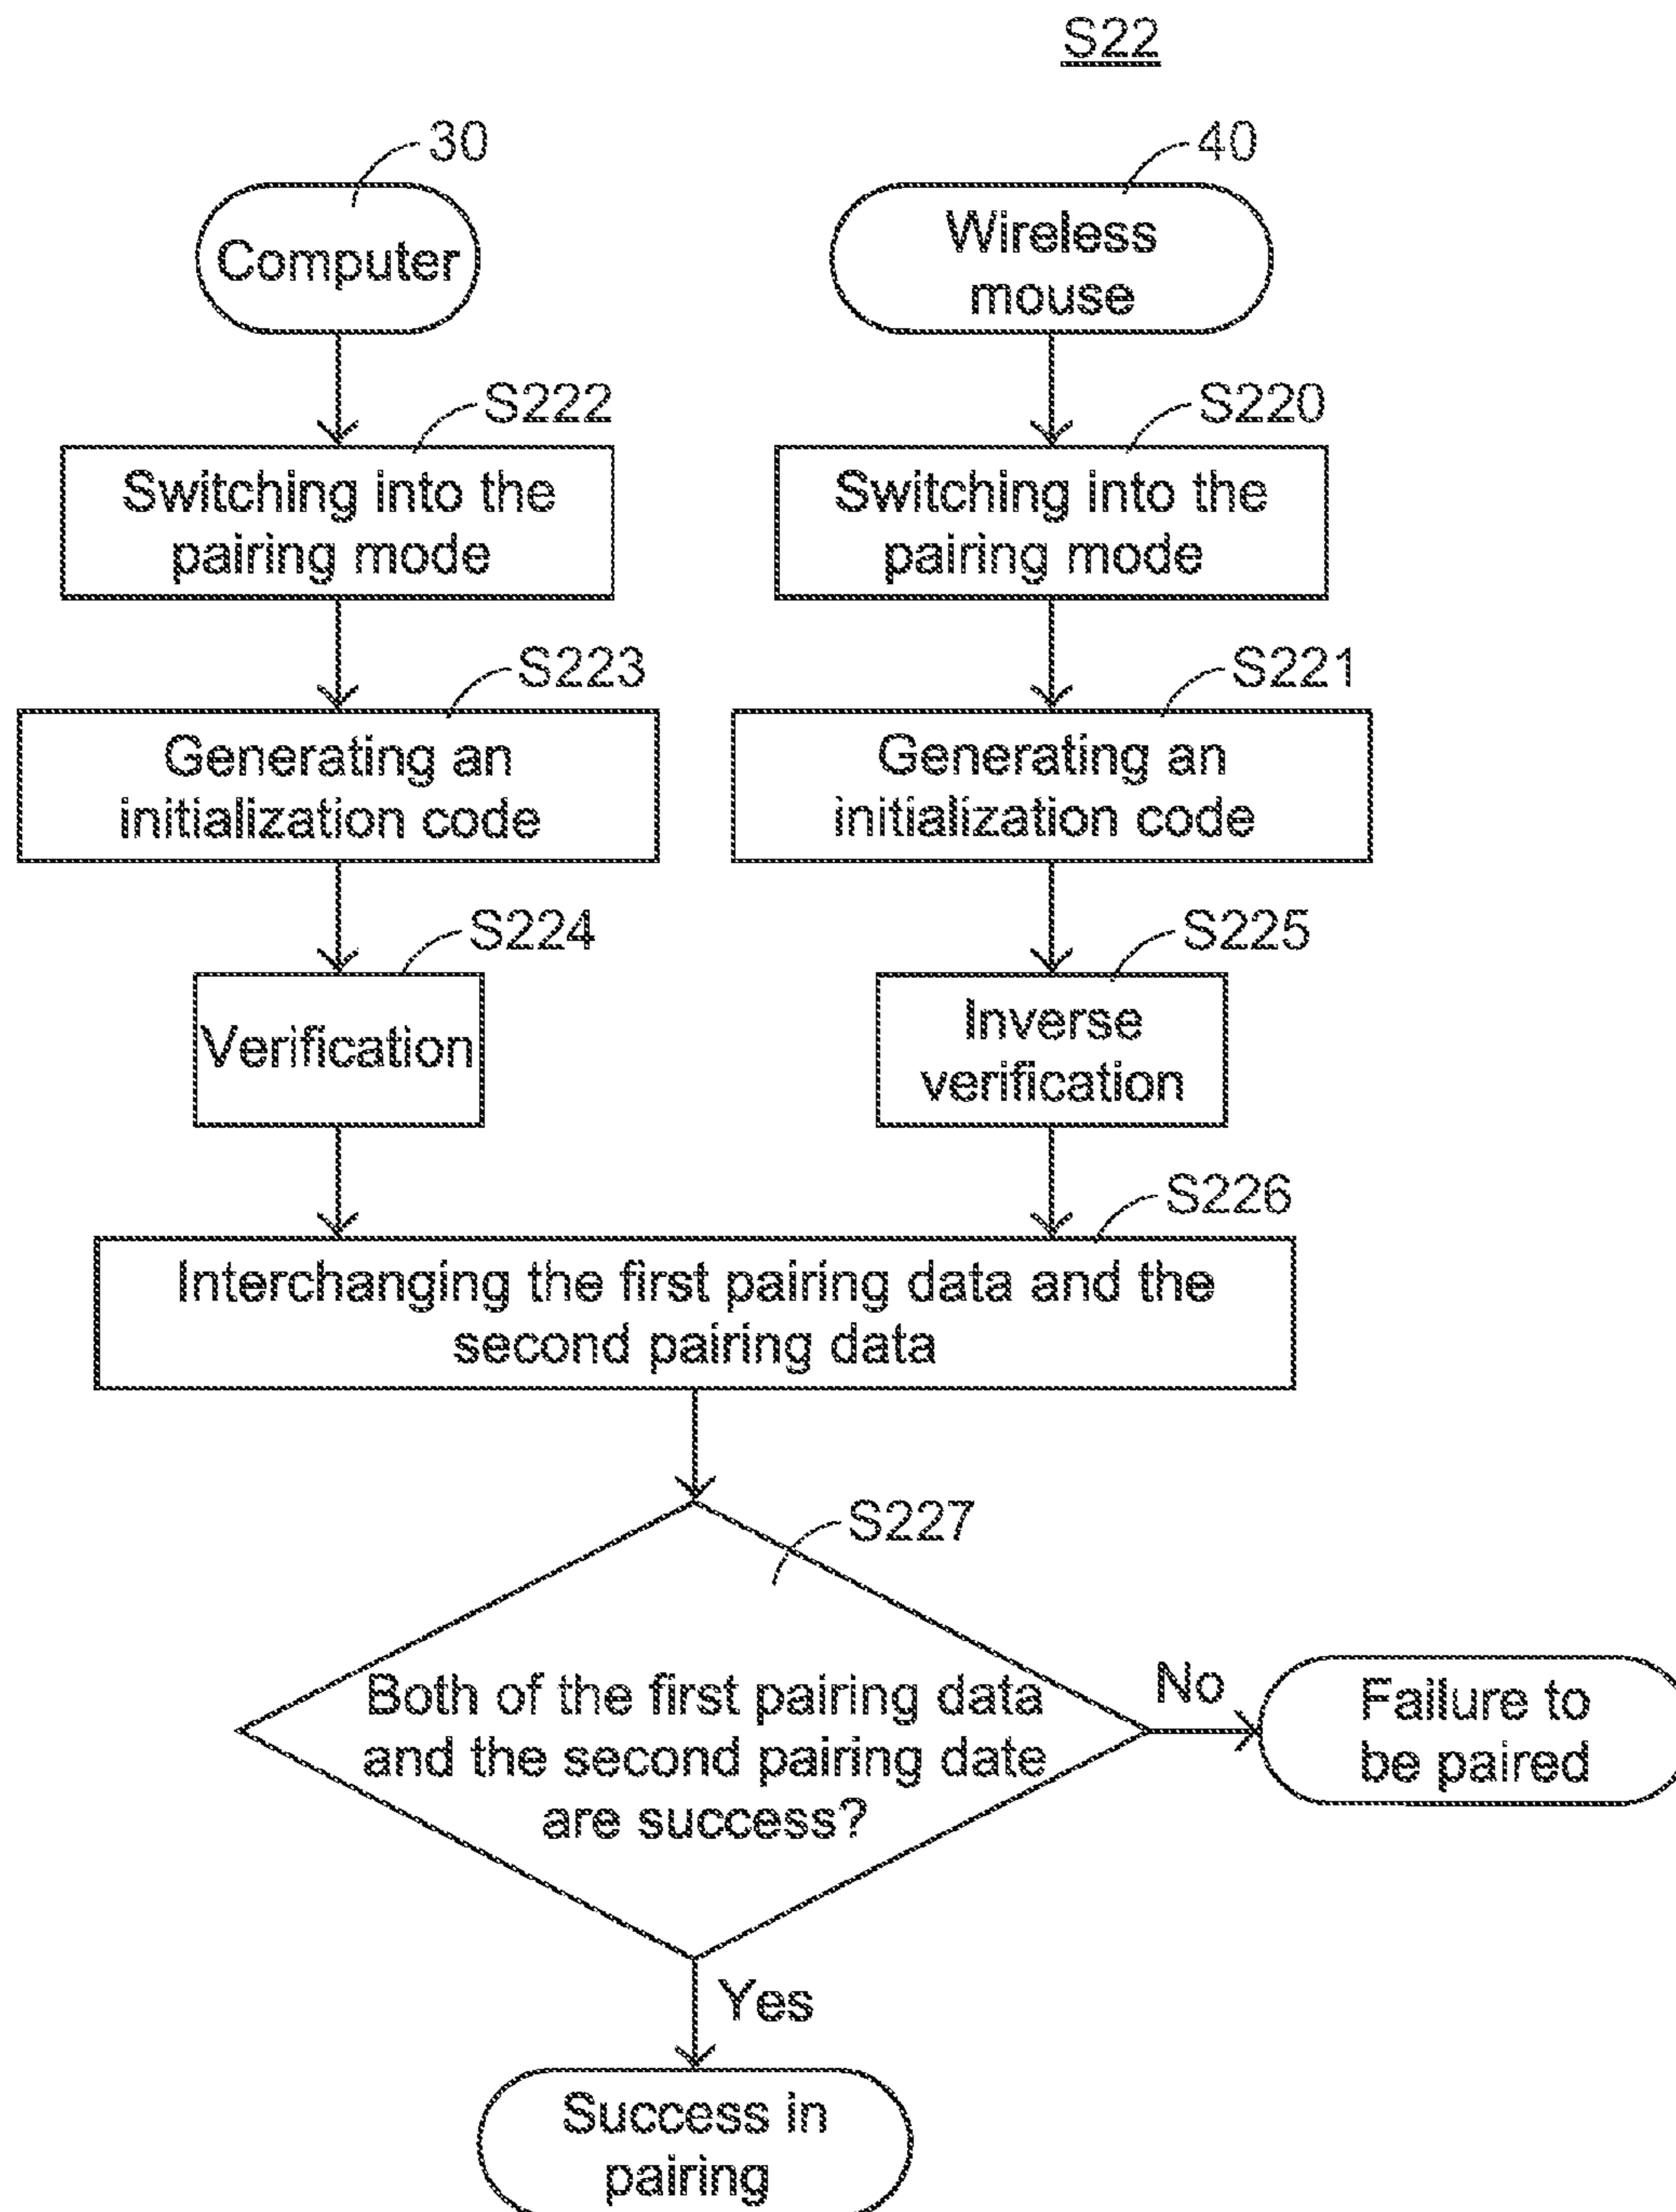 S22
30
40
Computer
Wireless
mouse
S222
S220
Switching into the
pairing mode
Switching into the
pairing mode
S223
S221
Generating an
initialization code
Generating an
initialization code
S224
S225
Verification
Inverse
verification
S226
Interchanging the first pairing data and the
second pairing data
S227
Both of the first pairing data
and the second pairing date
are success?
No
Failure to
be paired
Yes
Success in
pairing